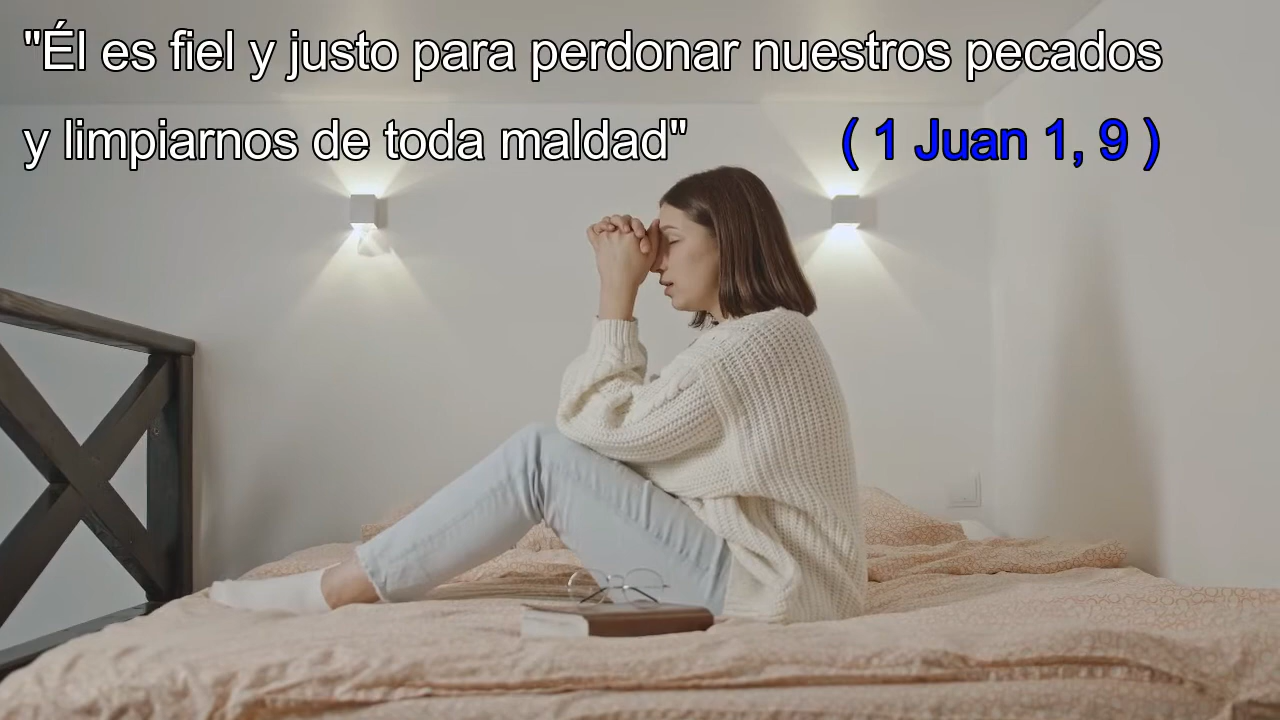 "Él es fiel y justo para perdonar nuestros pecados
y limpiarnos de toda maldad" ( 1 Juan 1, 9 )